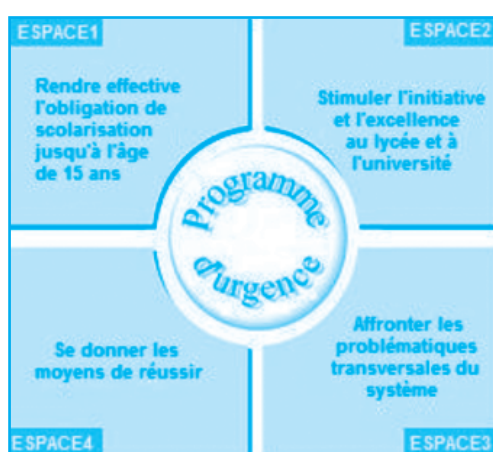 ESPACE1
Rendre effective
l'obligation de
scolarisation
jusqu'à l'âge
de 15 ans
ESPACE2
Stimuler l'initiative
et l'excellence
au lycée et à
l'université
Programme
d'urgence
Se donner les
moyens de réussir
ESPACE4
Affronter les
problématiques
transversales du
système
ESPACE3